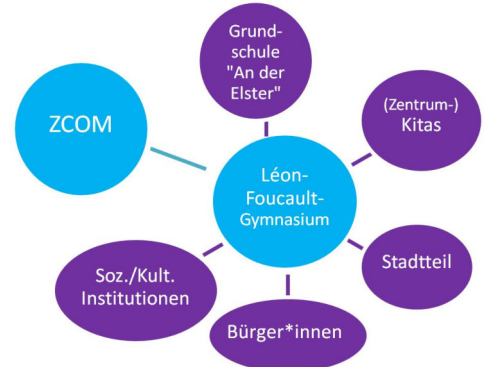 Grund-
schule
"An der
Elster"
ZCOM
(Zentrum-)
Kitas
Léon-
Foucault-
Gymnasium
Stadtteil
Soz./Kult.
Institutionen
Bürger*innen